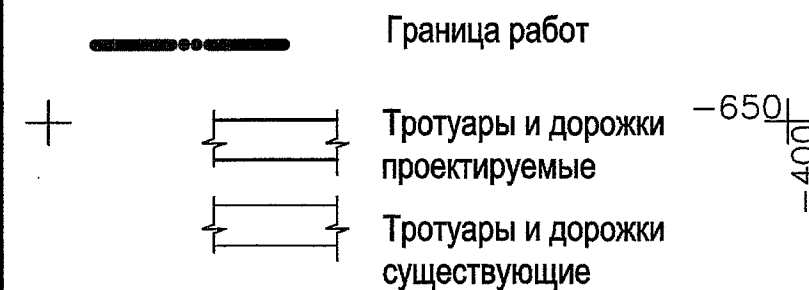 Граница работ
Тротуары и дорожки
проектируемые
-650
-400
Тротуары и дорожки
существующие